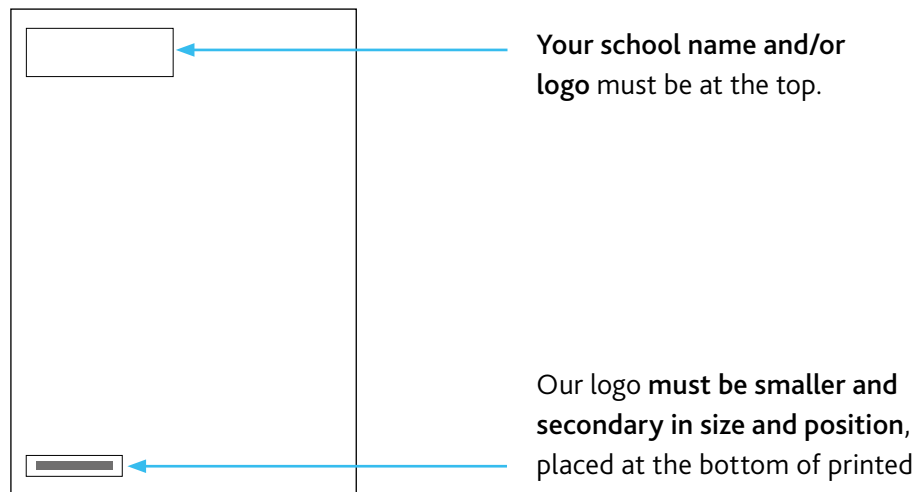 Your school name and/or
logo must be at the top.
Our logo must be smaller and
secondary in size and position,
placed at the bottom of printed